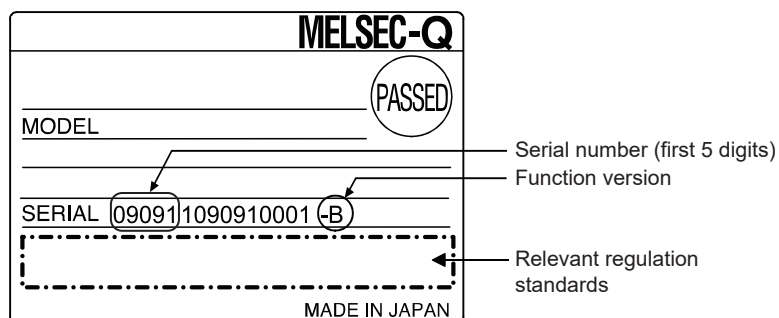 MELSEC-Q
PASSED
MODEL
Serial number (first 5 digits)
Function version
SERIAL 090911090910001 -B
Relevant regulation
standards
MADE IN JAPAN